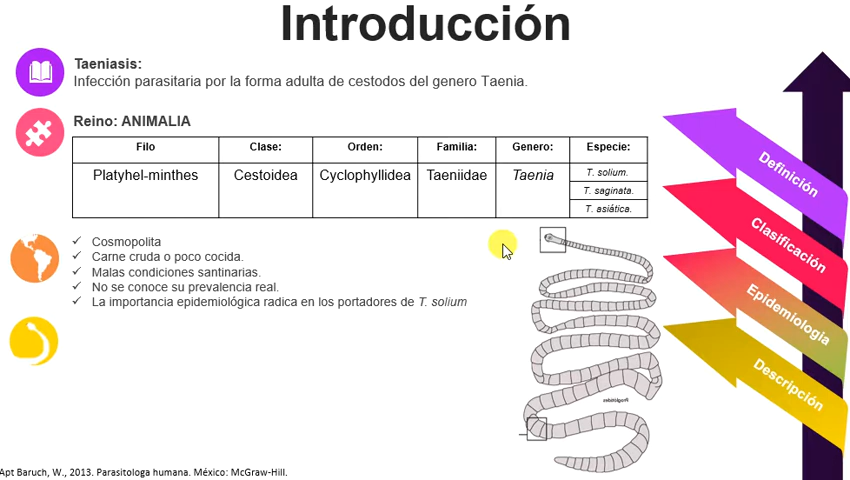 Introducción
Taeniasis:
Infección parasitaria por la forma adulta de cestodos del genero Taenia.
Reino: ANIMALIA
Filo Clase: Orden: Familia: Genero: Especie:
Platyhel-minthes Cestoidea Cyclophyllidea Taeniidae Taenia T. solium.
T. saginata.
T. asiática.
Cosmopolita
Carne cruda o poco cocida.
Malas condiciones santinarias.
No se conoce su prevalencia real.
La importancia epidemiológica radica en los portadores de T. solium
Proglótides
Definición
Clasificación
Epidemiología
Descripción
Apt Baruch, W., 2013. Parasitologa humana. México: McGraw-Hill.